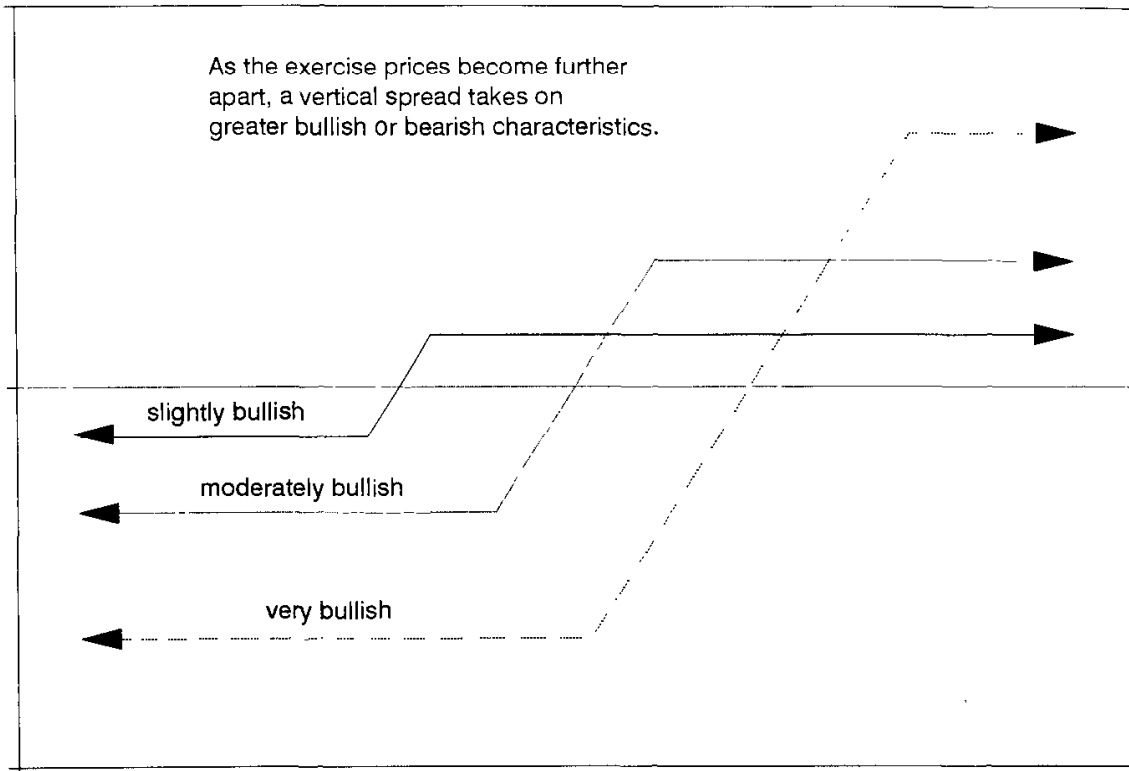 As the exercise prices become further
apart, a vertical spread takes on
greater bullish or bearish characteristics.
slightly bullish
moderately bullish
very bullish